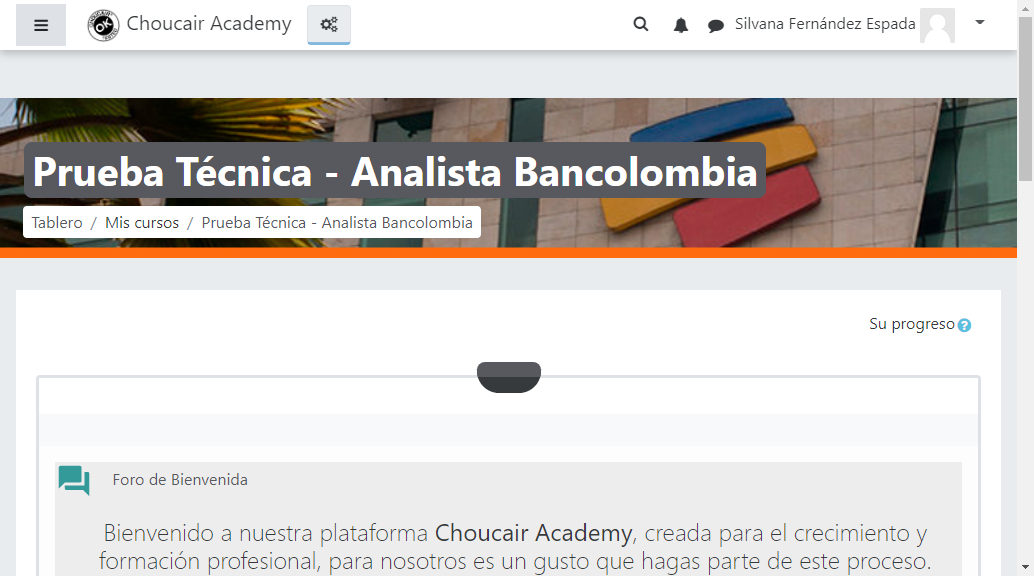 Choucair Academy
Silvana Fernández Espada
Prueba Técnica - Analista Bancolombia
Tablero / Mis cursos / Prueba Técnica - Analista Bancolombia
Su progreso
Foro de Bienvenida
Bienvenido a nuestra plataforma Choucair Academy, creada para el crecimiento y
formación profesional, para nosotros es un gusto que hagas parte de este proceso.